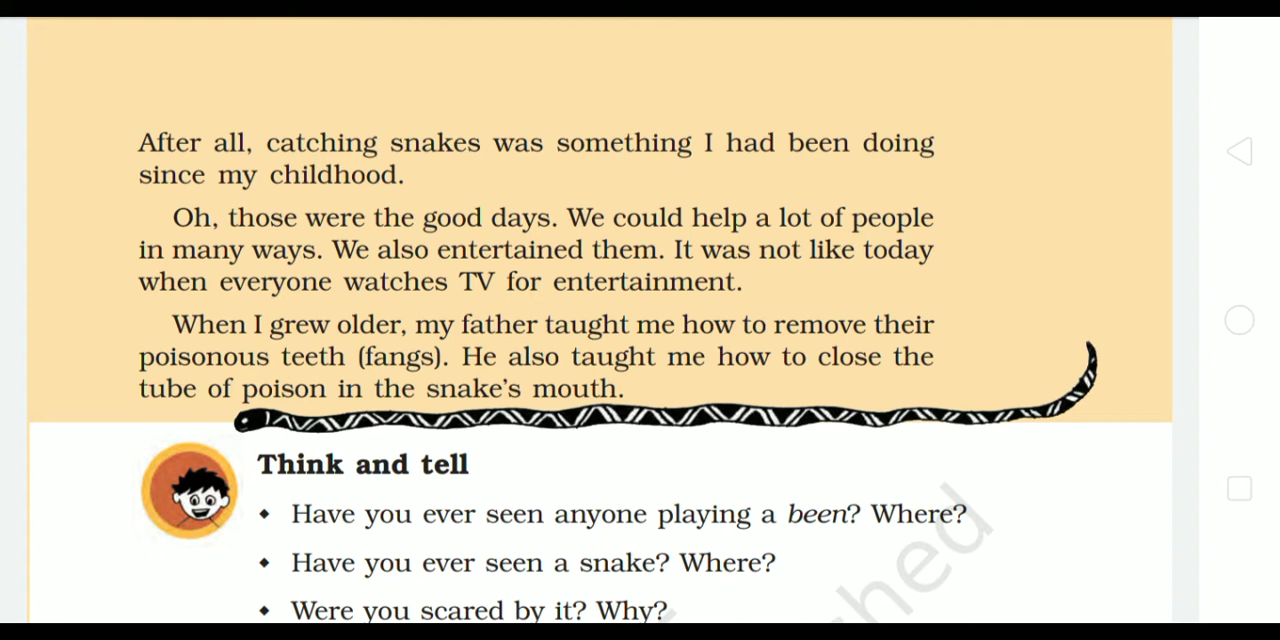 After all, catching snakes was something I had been doing
since my childhood.
Oh, those were the good days. We could help a lot of people
in many ways. We also entertained them. It was not like today
when everyone watches TV for entertainment.
When I grew older, my father taught me how to remove their
poisonous teeth (fangs). He also taught me how to close the
tube of poison in the snake's mouth.
Think and tell
• Have you ever seen anyone playing a been? Where?
• Have you ever seen a snake? Where?
• Were you scared by it? Why?